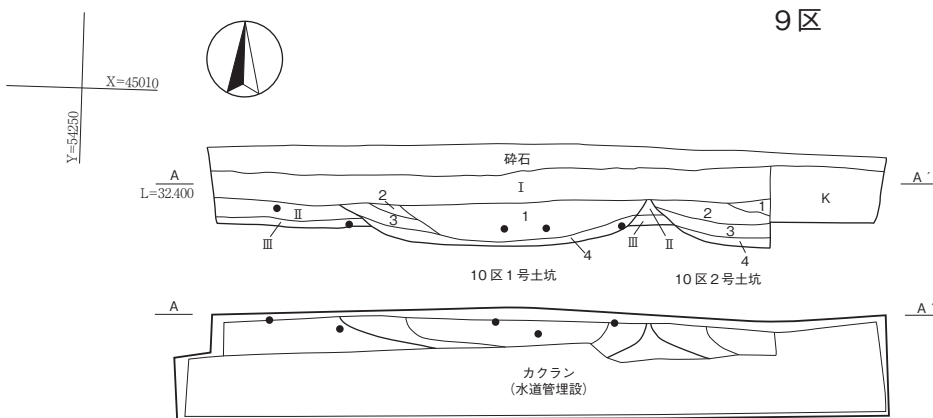 9区
X=45010
Y=54250
砕石
A
A´
L=32.400
I
K
2
1
Ⅱ
3
1
2
3
Ⅲ
Ⅲ
Ⅱ
4
4
10区1号土坑
10区2号土坑
A
A´
カクラン
(水道管埋設)